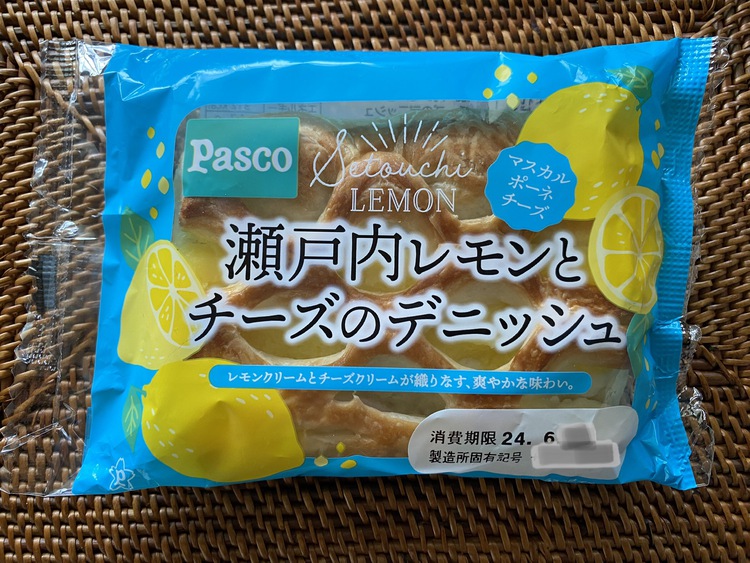 Pasco
Setouchi
LEMON
マスカル
ポーネ
チーズ
瀬戸内レモンと
チーズのデニッシュ
レモンクリームとチーズクリームが織りなす、爽やかな味わい。
消費期限 24. 6
製造所固有記号